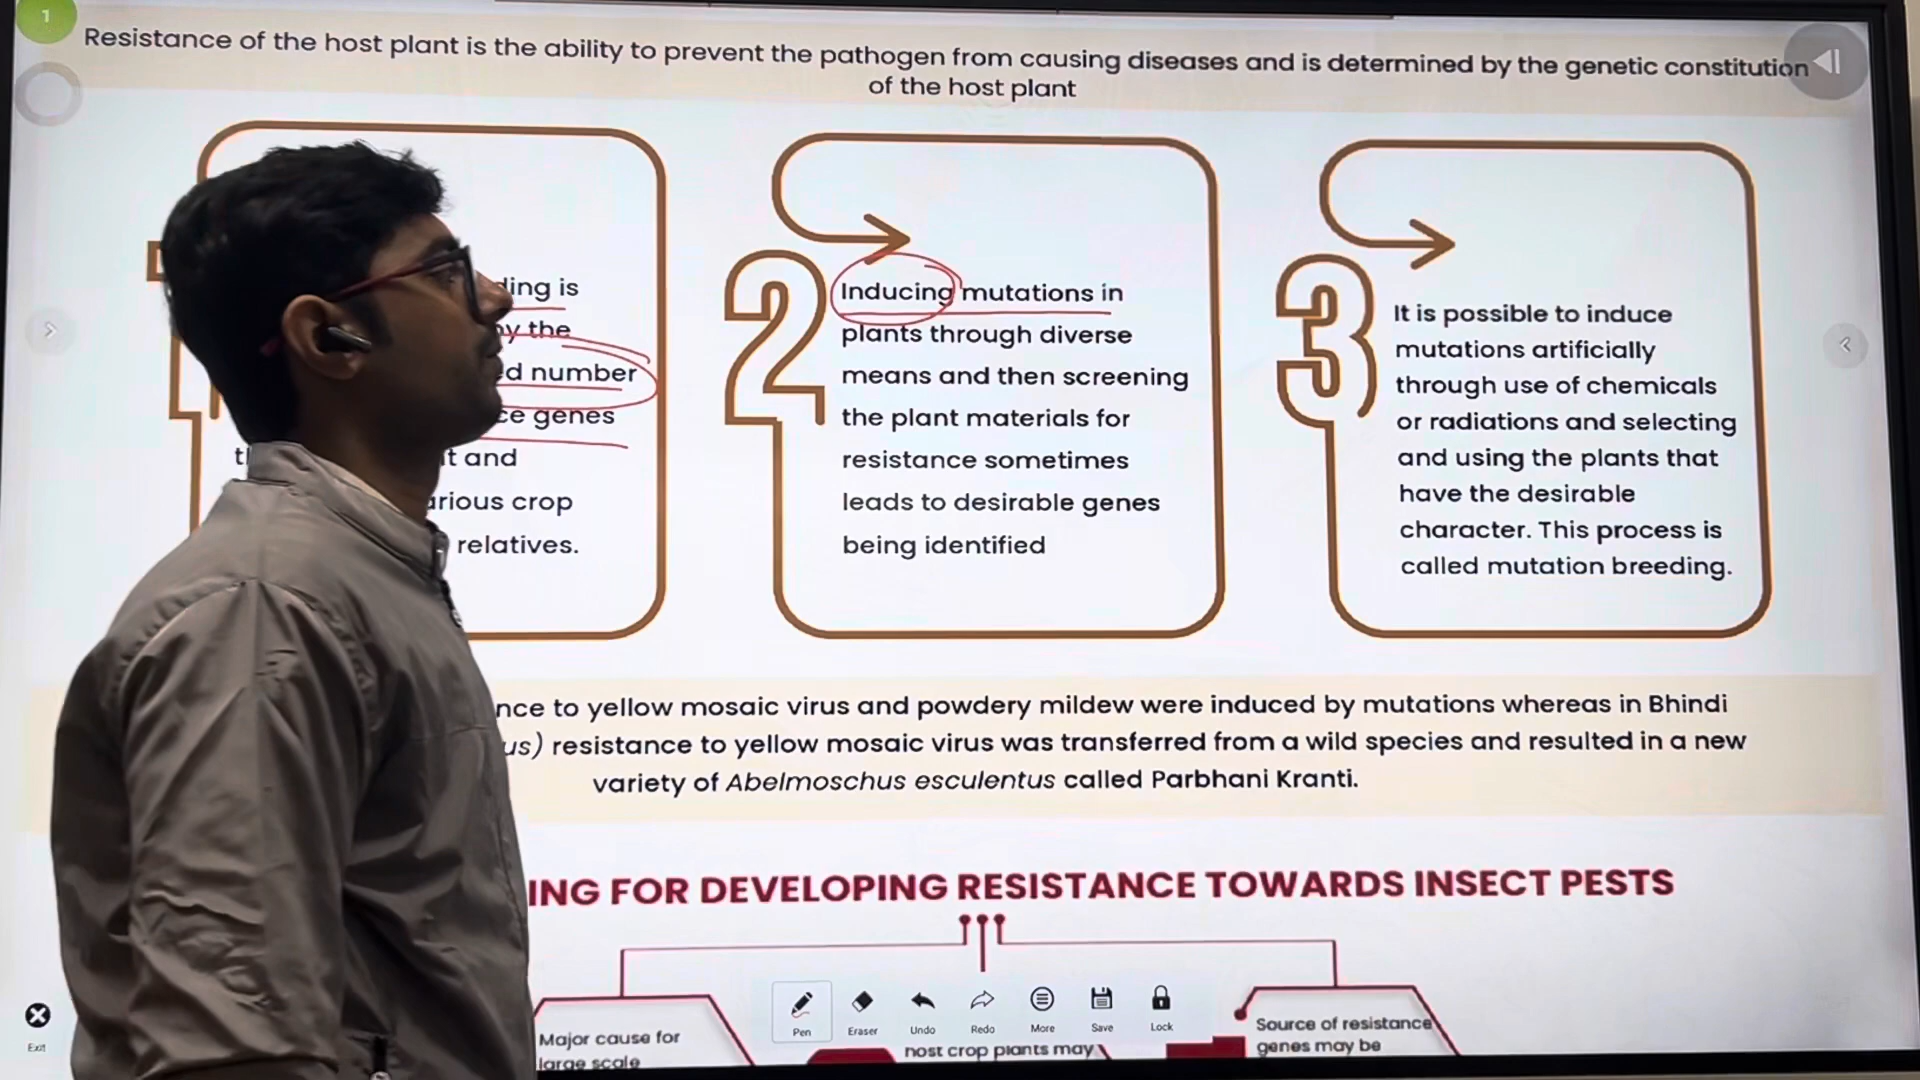 1
Resistance of the host plant is the ability to prevent the pathogen from causing diseases and is determined by the genetic constitution
of the host plant
is
the
number
genes
and
crop
relatives.
2
Inducing mutations in
plants through diverse
means and then screening
the plant materials for
resistance sometimes
leads to desirable genes
being identified
3
It is possible to induce
mutations artificially
through use of chemicals
or radiations and selecting
and using the plants that
have the desirable
character. This process is
called mutation breeding.
to yellow mosaic virus and powdery mildew were induced by mutations whereas in Bhindi
resistance to yellow mosaic virus was transferred from a wild species and resulted in a new
variety of Abelmoschus esculentus called Parbhani Kranti.
FOR DEVELOPING RESISTANCE TOWARDS INSECT PESTS
Major cause for
large scale
host crop plants may
Source of resistance
genes may be
Exit
Pen
Eraser
Undo
Redo
More
Save
Lock